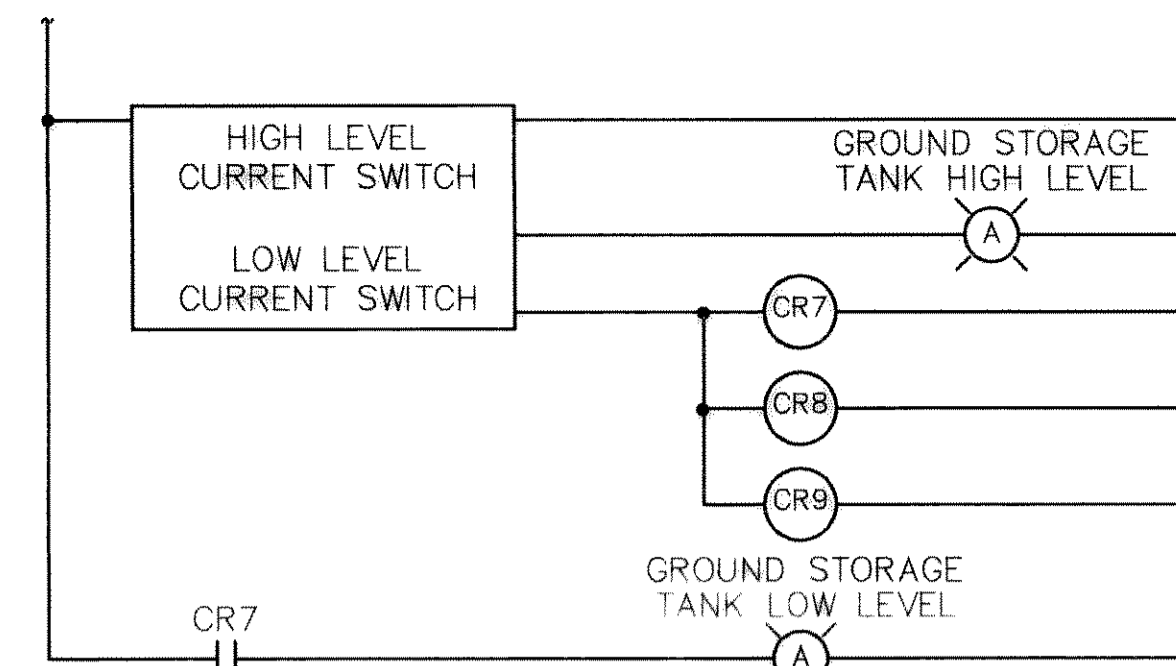 HIGH LEVEL
CURRENT SWITCH
LOW LEVEL
CURRENT SWITCH
GROUND STORAGE
TANK HIGH LEVEL
A
CR7
CR8
CR9
GROUND STORAGE
TANK LOW LEVEL
CR7
A